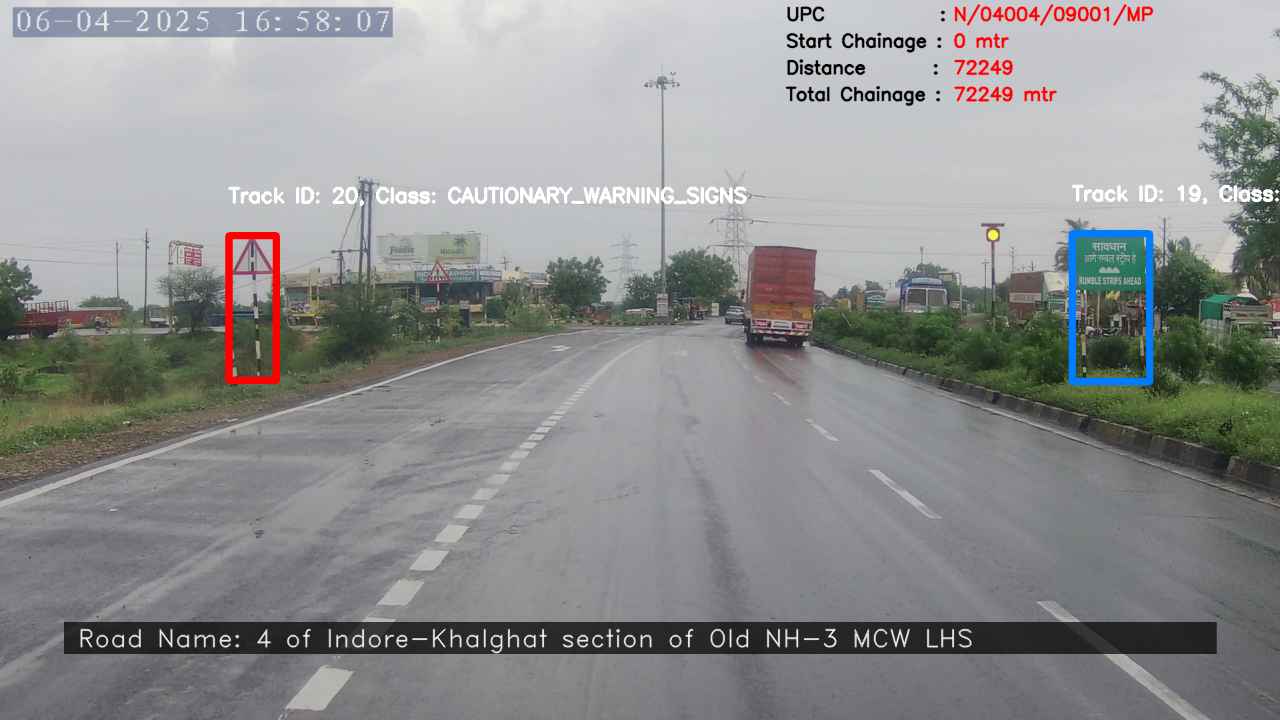 06-04-2025 16:58:07
UPC : N/04004/09001/MP
Start Chainage : 0 mtr
Distance : 72249
Total Chainage : 72249 mtr
Track ID: 20, Class: CAUTIONARY_WARNING_SIGNS
Track ID: 19, Class:
सावधान
आगे रम्बल स्ट्रीप है
RUMBLE STRIPS AHEAD
Road Name: 4 of Indore-Khalghat section of Old NH-3 MCW LHS